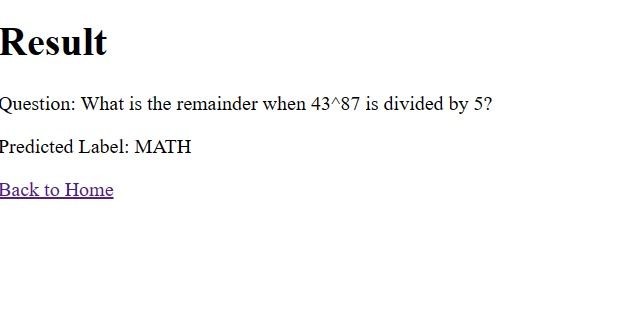 Result
Question: What is the remainder when 43^87 is divided by 5?
Predicted Label: MATH
Back to Home